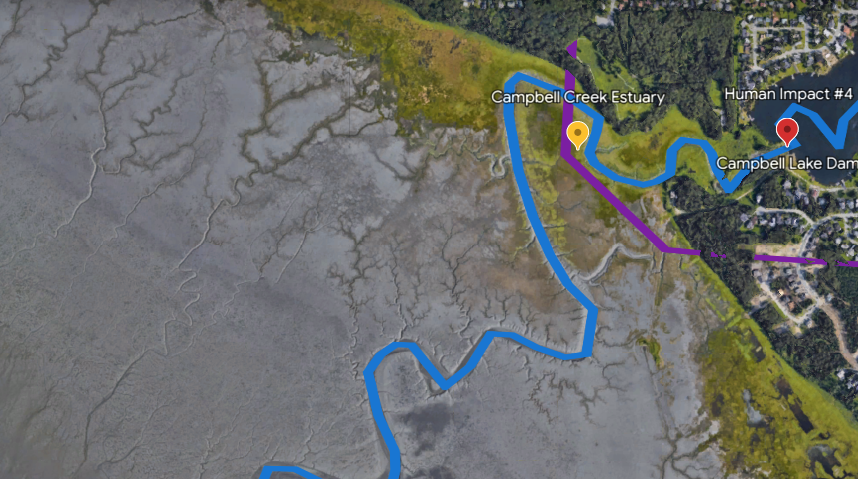 Human Impact #4
Campbell Creek Estuary
Campbell Lake Dam